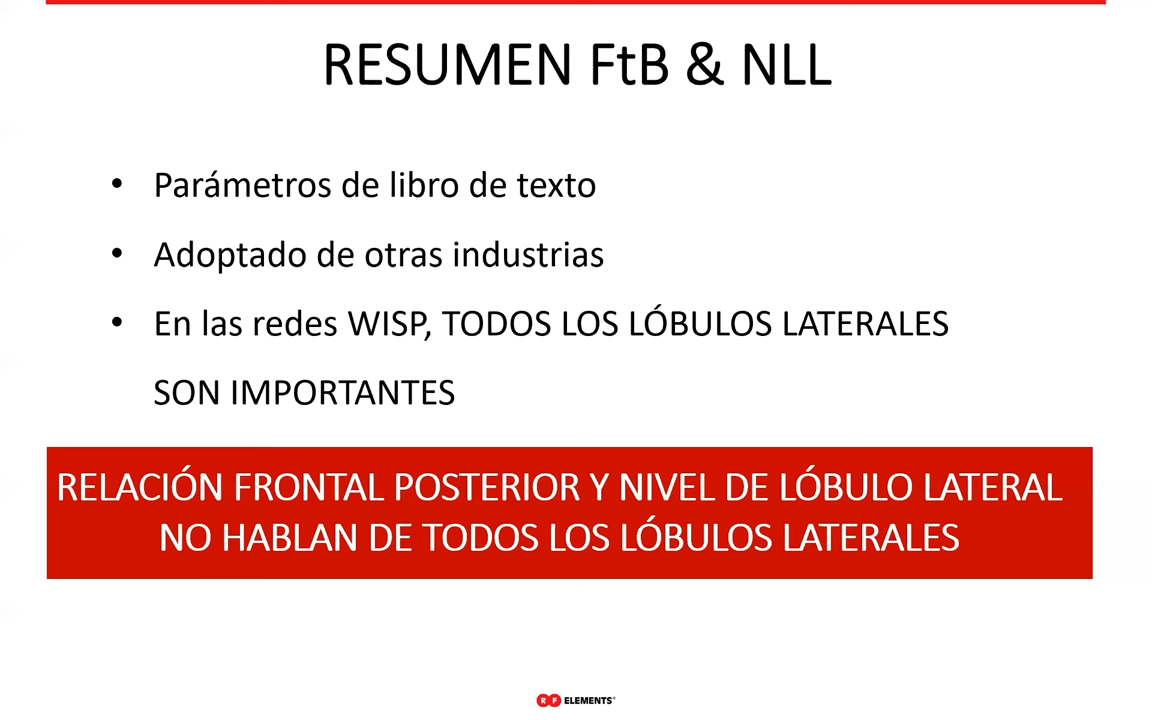 RESUMEN FtB & NLL
• Parámetros de libro de texto
• Adoptado de otras industrias
• En las redes WISP, TODOS LOS LÓBULOS LATERALES
SON IMPORTANTES
RELACIÓN FRONTAL POSTERIOR Y NIVEL DE LÓBULO LATERAL
NO HABLAN DE TODOS LOS LÓBULOS LATERALES
RF ELEMENTS